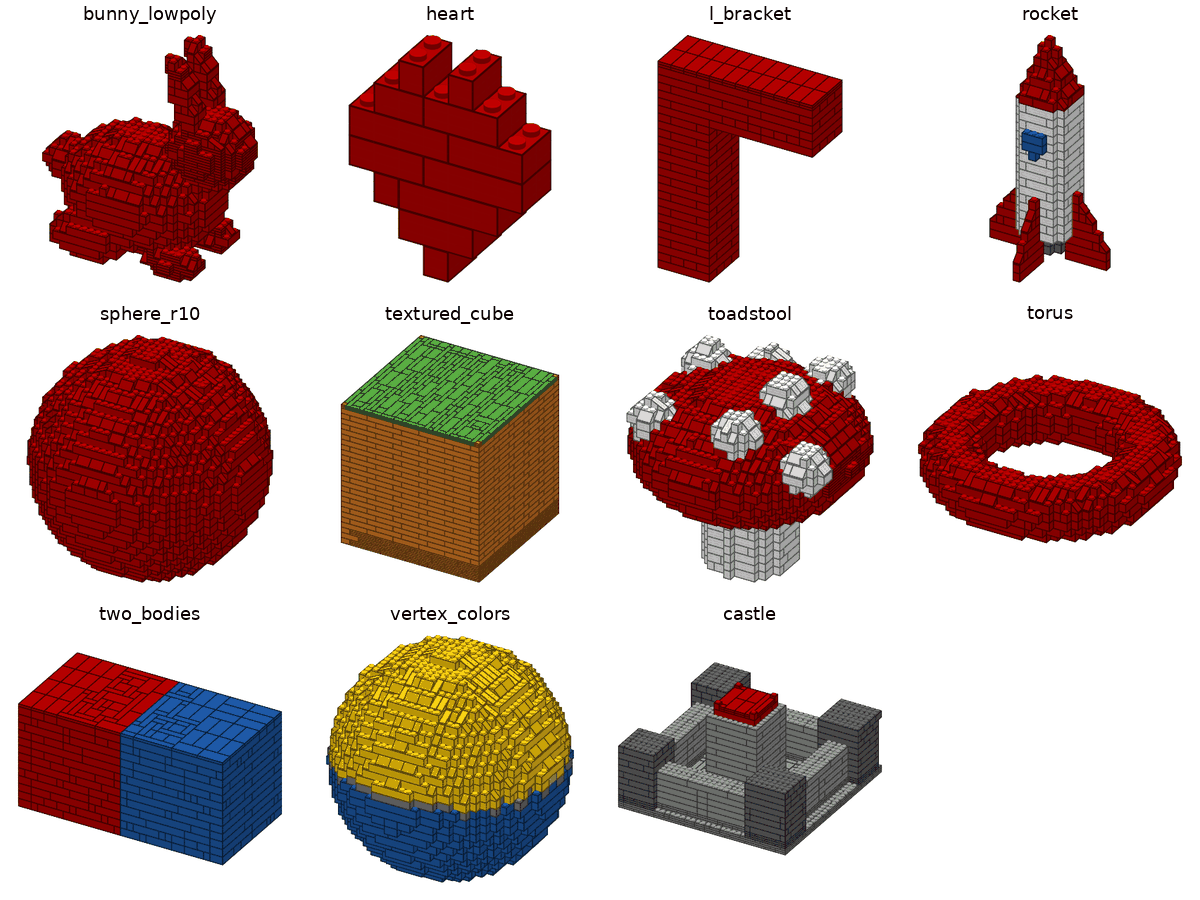 bunny_lowpoly
heart
l_bracket
rocket
sphere_r10
textured_cube
toadstool
torus
two_bodies
vertex_colors
castle